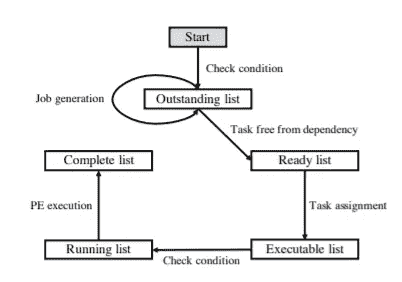 Start
Check condition
Job generation
Outstanding list
Task free from dependency
Complete list
Ready list
PE execution
Task assignment
Running list
Executable list
Check condition